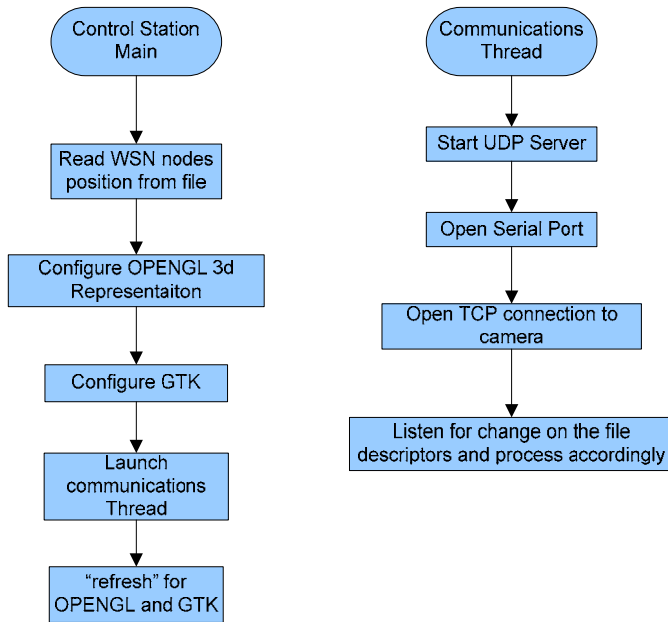 Control Station
Main
Read WSN nodes
position from file
Configure OPENGL 3d
Representaiton
Configure GTK
Launch
communications
Thread
“refresh” for
OPENGL and GTK
Communications
Thread
Start UDP Server
Open Serial Port
Open TCP connection to
camera
Listen for change on the file
descriptors and process accordingly